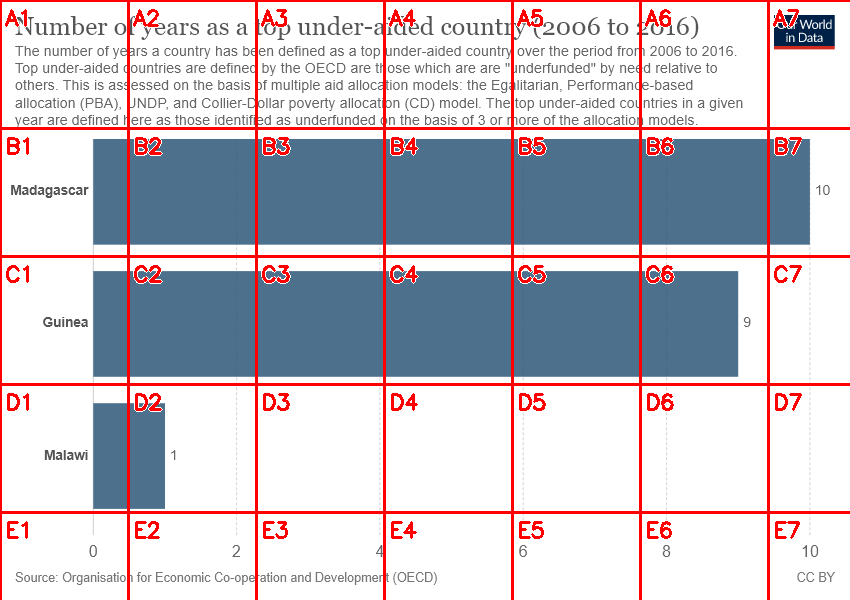 Number of years as a top under-aided country (2006 to 2016)
Our World
in Data
The number of years a country has been defined as a top under-aided country over the period from 2006 to 2016.
Top under-aided countries are defined by the OECD are those which are are "underfunded" by need relative to
others. This is assessed on the basis of multiple aid allocation models: the Egalitarian, Performance-based
allocation (PBA), UNDP, and Collier-Dollar poverty allocation (CD) model. The top under-aided countries in a given
year are defined here as those identified as underfunded on the basis of 3 or more of the allocation models.
A1 A2 A3 A4 A5 A6 A7
B1 B2 B3 B4 B5 B6 B7
Madagascar 10
C1 C2 C3 C4 C5 C6 C7
Guinea 9
D1 D2 D3 D4 D5 D6 D7
Malawi 1
E1 E2 E3 E4 E5 E6 E7
0 2 4 6 8 10
Source: Organisation for Economic Co-operation and Development (OECD) CC BY